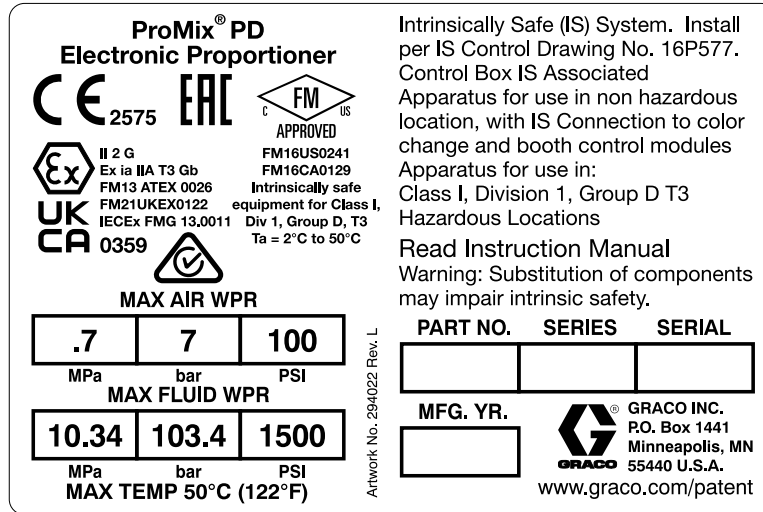 ProMix® PD
Electronic Proportioner
CE 2575 EAC
C FM US
APPROVED
Ex
II 2 G
Ex ia IIA T3 Gb
FM13 ATEX 0026
FM21UKEX0122
IECEx FMG 13.0011
UK
CA 0359
FM16US0241
FM16CA0129
Intrinsically safe
equipment for Class I,
Div 1, Group D, T3
Ta = 2°C to 50°C
MAX AIR WPR
.7 7 100
MPa bar PSI
MAX FLUID WPR
10.34 103.4 1500
MPa bar PSI
MAX TEMP 50°C (122°F)
Artwork No. 294022 Rev. L
Intrinsically Safe (IS) System. Install
per IS Control Drawing No. 16P577.
Control Box IS Associated
Apparatus for use in non hazardous
location, with IS Connection to color
change and booth control modules
Apparatus for use in:
Class I, Division 1, Group D T3
Hazardous Locations
Read Instruction Manual
Warning: Substitution of components
may impair intrinsic safety.
PART NO. SERIES SERIAL
MFG. YR.
G ®
GRACO
GRACO INC.
P.O. Box 1441
Minneapolis, MN
55440 U.S.A.
www.graco.com/patent